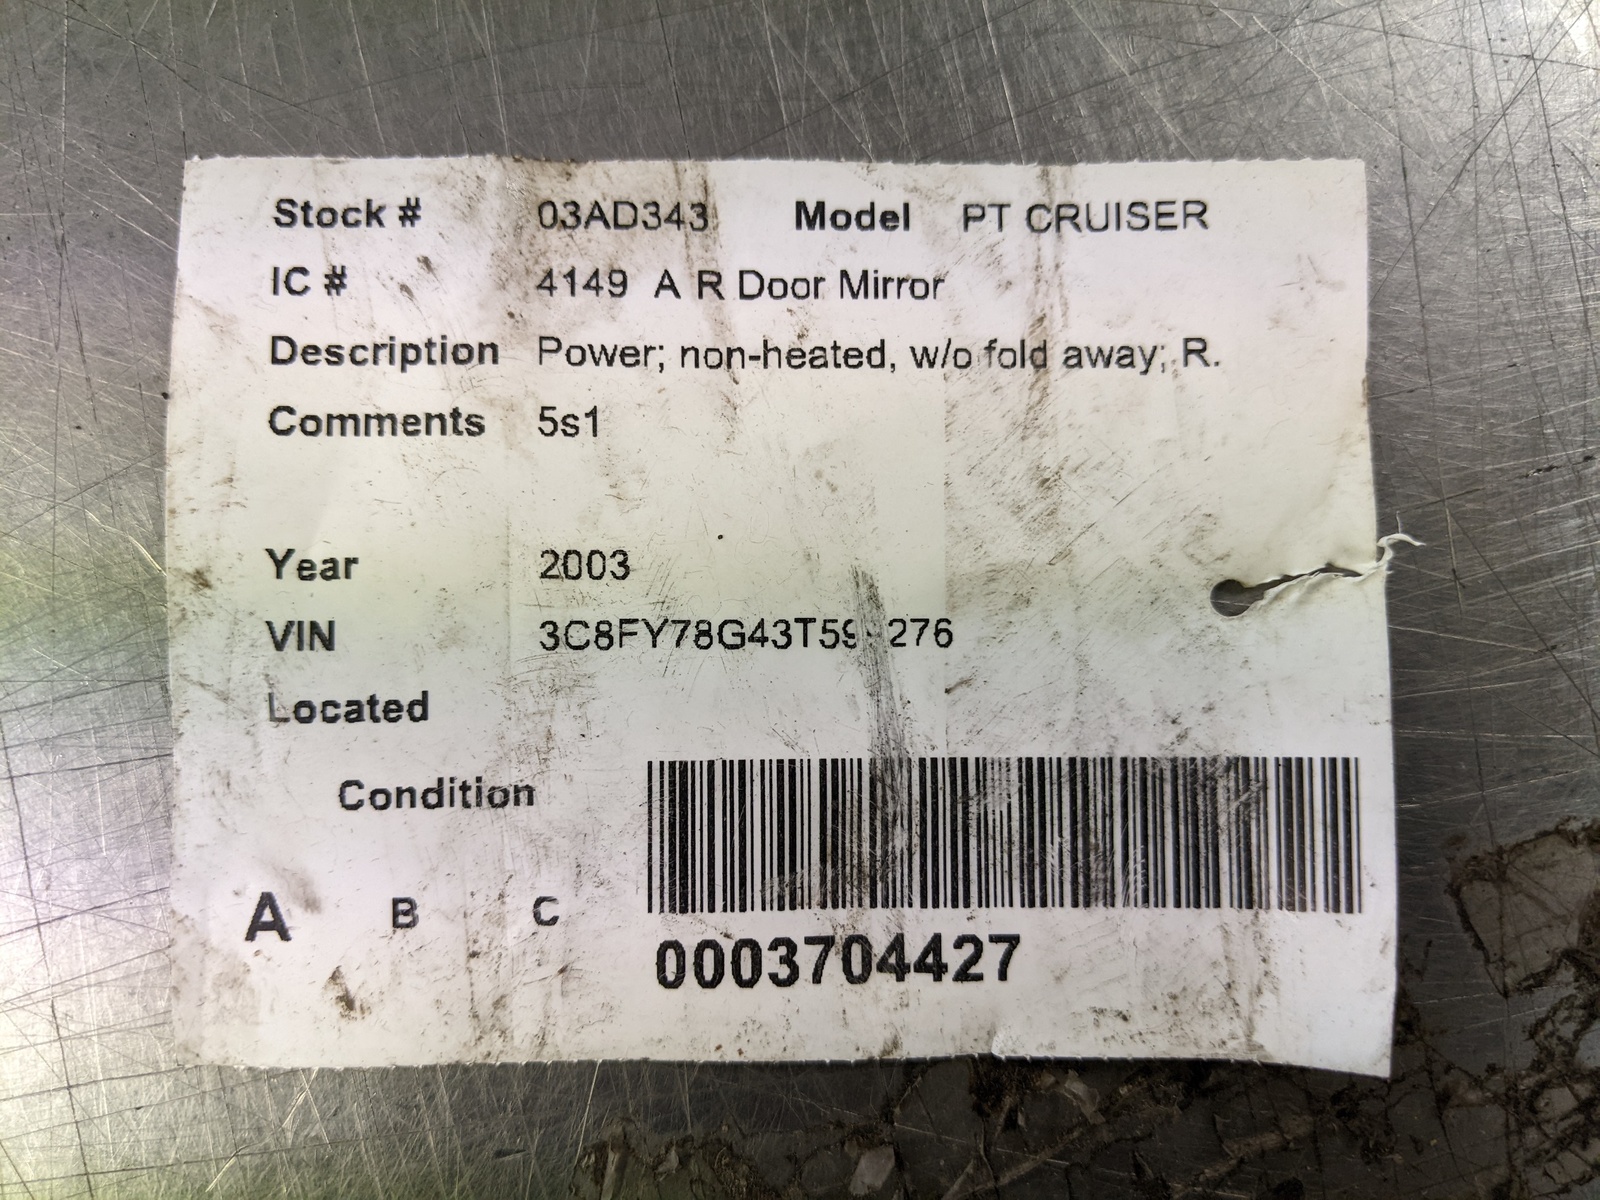 Stock # 03AD343 Model PT CRUISER
IC # 4149 A R Door Mirror
Description Power; non-heated, w/o fold away; R.
Comments 5s1
Year 2003
VIN
Located
Condition
A B C
0003704427